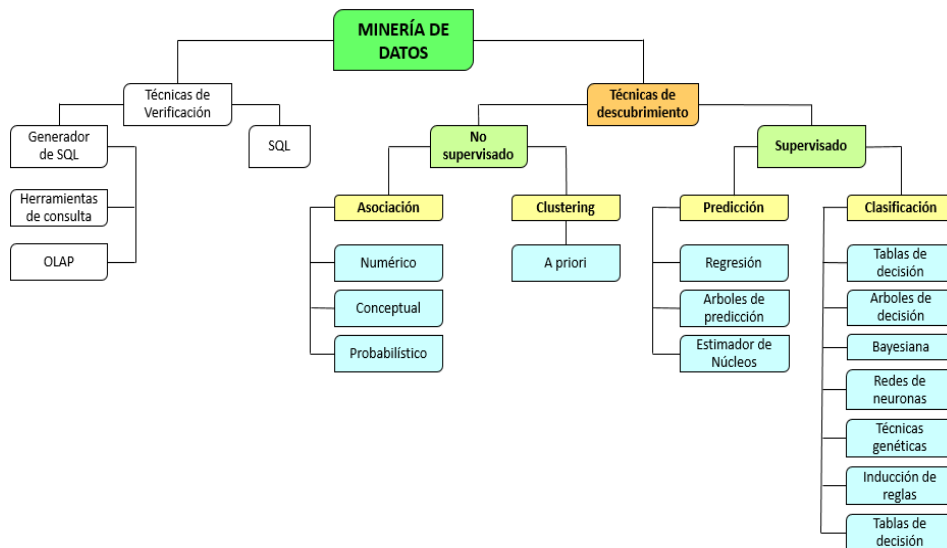 MINERÍA DE
DATOS
Técnicas de
Verificación
Técnicas de
descubrimiento
Generador
de SQL
SQL
No
supervisado
Supervisado
Herramientas
de consulta
OLAP
Asociación
Clustering
Predicción
Clasificación
Numérico
Conceptual
Probabilístico
A priori
Regresión
Arboles de
predicción
Estimador de
Núcleos
Tablas de
decisión
Arboles de
decisión
Bayesiana
Redes de
neuronas
Técnicas
genéticas
Inducción de
reglas
Tablas de
decisión